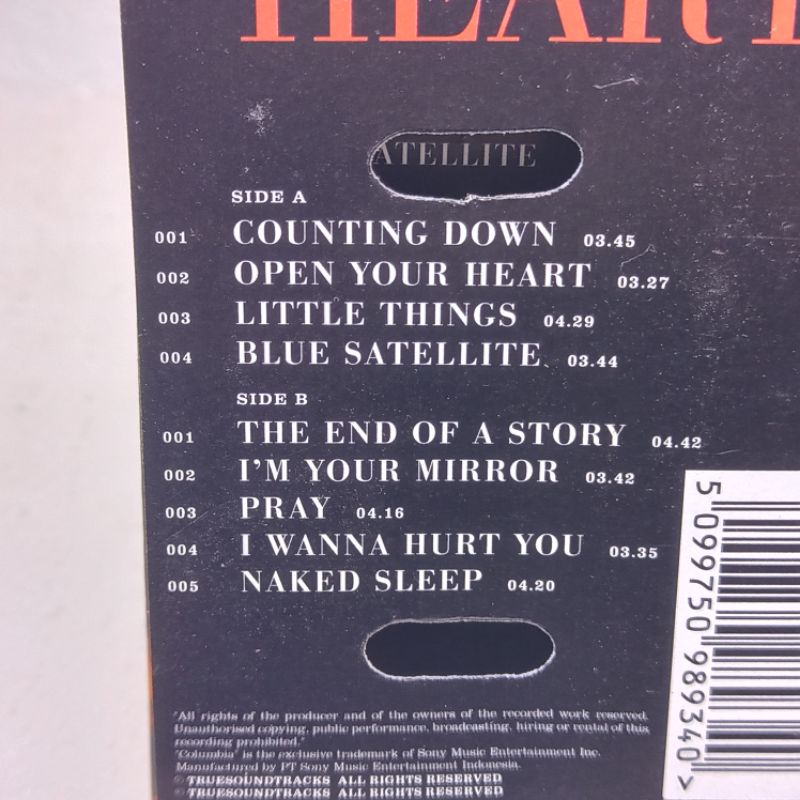 HEART
ATELLITE
SIDE A
001 COUNTING DOWN 03.45
002 OPEN YOUR HEART 03.27
003 LITTLE THINGS 04.29
004 BLUE SATELLITE 03.44
SIDE B
001 THE END OF A STORY 04.42
002 I'M YOUR MIRROR 03.42
003 PRAY 04.16
004 I WANNA HURT YOU 03.35
005 NAKED SLEEP 04.20
5 099750 989340 >
"All rights of the producer and of the owners of the recorded work reserved.
Unauthorised copying, public performance, broadcasting, hiring or rental of this
recording prohibited."
"Columbia" is the exclusive trademark of Sony Music Entertainment Inc.
Manufactured by PT Sony Music Entertainment Indonesia.
℗ TRUESOUNDTRACKS ALL RIGHTS RESERVED
© TRUESOUNDTRACKS ALL RIGHTS RESERVED